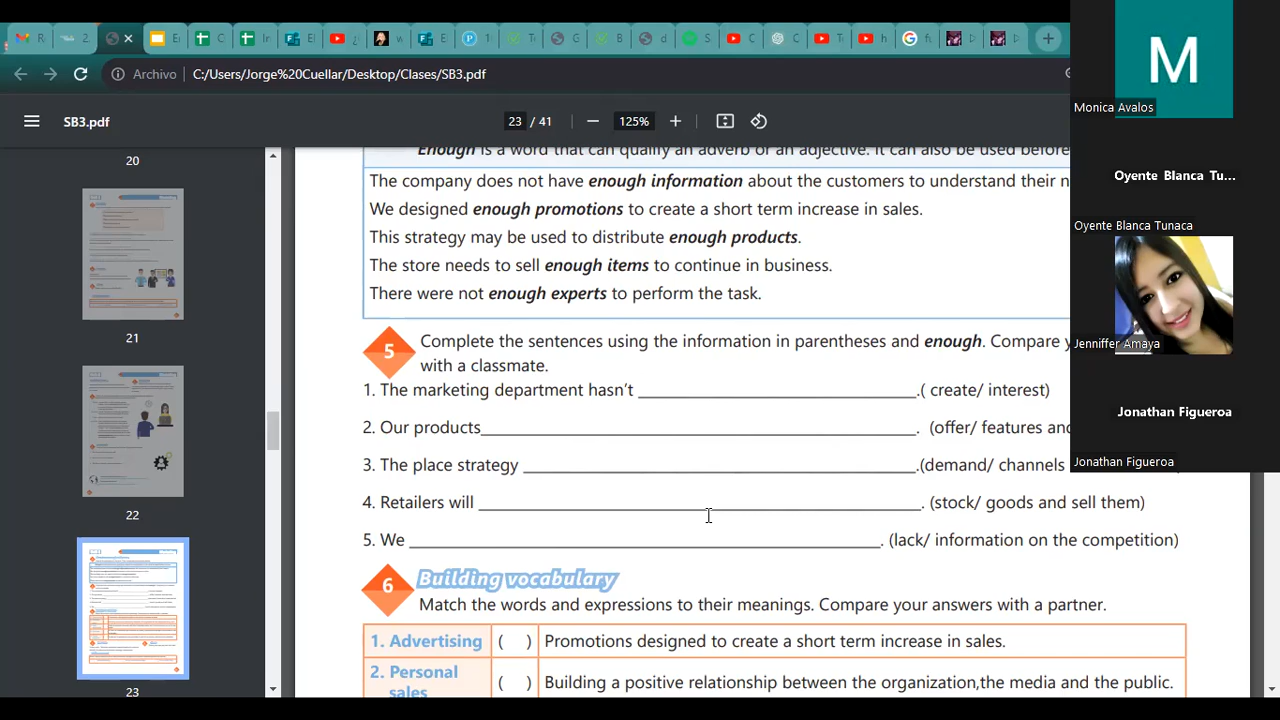 Archivo C:/Users/Jorge%20Cuellar/Desktop/Clases/SB3.pdf
SB3.pdf 23 / 41 125%
20
21
22
23
Enough is a word that can qualify an adverb or an adjective. It can also be used before
The company does not have enough information about the customers to understand their n
We designed enough promotions to create a short term increase in sales.
This strategy may be used to distribute enough products.
The store needs to sell enough items to continue in business.
There were not enough experts to perform the task.
5 Complete the sentences using the information in parentheses and enough. Compare y
with a classmate.
1. The marketing department hasn't ____________________.( create/ interest)
2. Our products____________________. (offer/ features and
3. The place strategy ____________________.(demand/ channels
4. Retailers will ____________________. (stock/ goods and sell them)
5. We ____________________. (lack/ information on the competition)
6 Building vocabulary
Match the words and expressions to their meanings. Compare your answers with a partner.
1. Advertising ( ) Promotions designed to create a short term increase in sales.
2. Personal sales ( ) Building a positive relationship between the organization,the media and the public.
M
Monica Avalos
Oyente Blanca Tu...
Oyente Blanca Tunaca
Jenniffer Amaya
Jonathan Figueroa
Jonathan Figueroa